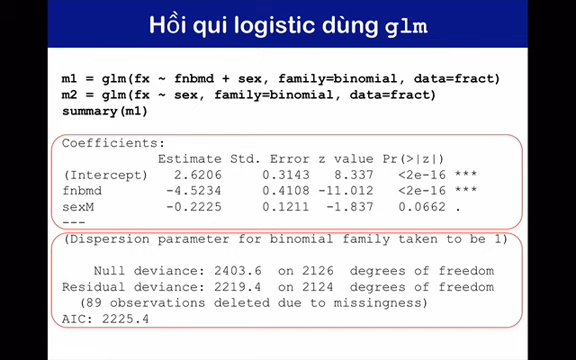 Hồi qui logistic dùng glm
m1 = glm(fx ~ fnbmd + sex, family=binomial, data=fract)
m2 = glm(fx ~ sex, family=binomial, data=fract)
summary(m1)
Coefficients:
Estimate Std. Error z value Pr(>|z|)
(Intercept) 2.6206 0.3143 8.337 <2e-16 ***
fnbmd -4.5234 0.4108 -11.012 <2e-16 ***
sexM -0.2225 0.1211 -1.837 0.0662 .
---
(Dispersion parameter for binomial family taken to be 1)
Null deviance: 2403.6 on 2126 degrees of freedom
Residual deviance: 2219.4 on 2124 degrees of freedom
(89 observations deleted due to missingness)
AIC: 2225.4